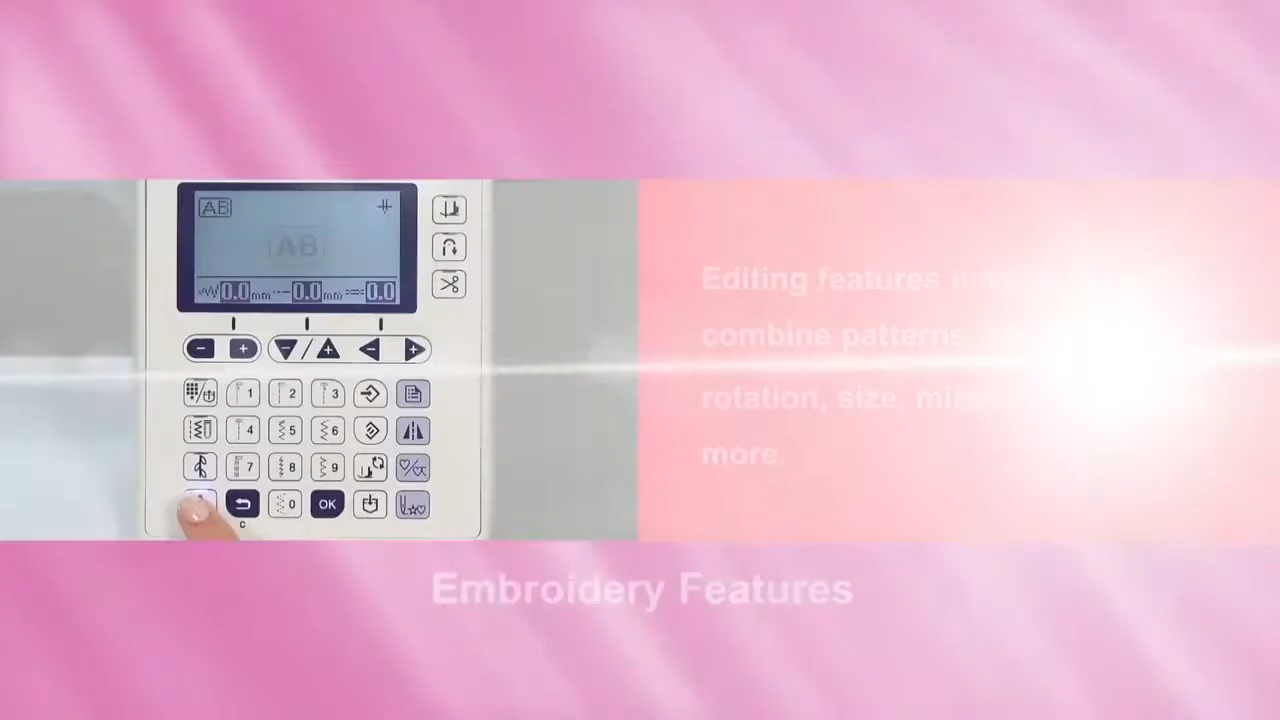 AB
AB
0.0 mm 0.0 mm 0.0
1 2 3
4 5 6
7 8 9
0 OK
C
Editing features
combine patterns
rotation, size,
more.
Embroidery Features